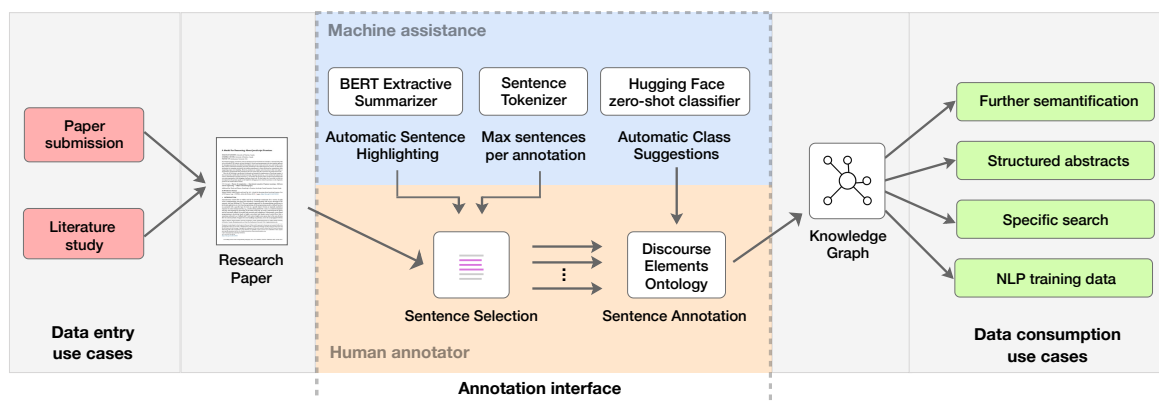 Machine assistance
BERT Extractive
Summarizer
Sentence
Tokenizer
Hugging Face
zero-shot classifier
Automatic Sentence
Highlighting
Max sentences
per annotation
Automatic Class
Suggestions
Paper
submission
Literature
study
Research
Paper
Sentence Selection
Discourse
Elements
Ontology
Sentence Annotation
Knowledge
Graph
Further semantification
Structured abstracts
Specific search
NLP training data
Data entry
use cases
Human annotator
Data consumption
use cases
Annotation interface